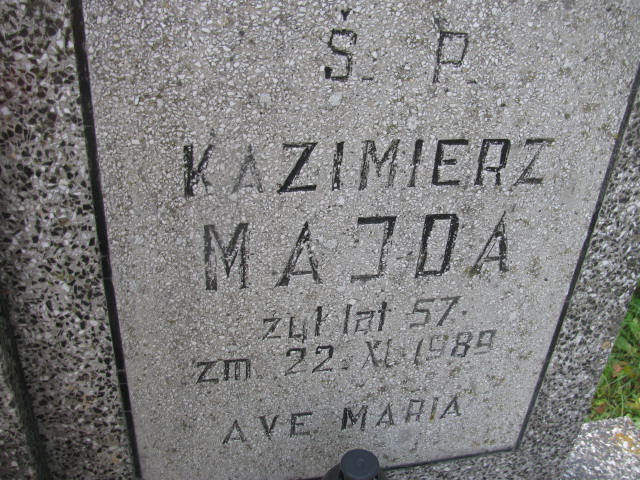 Ś. P.
KAZIMIERZ
MAJDA
żył lat 57.
zm. 22. XI. 1989
AVE MARIA